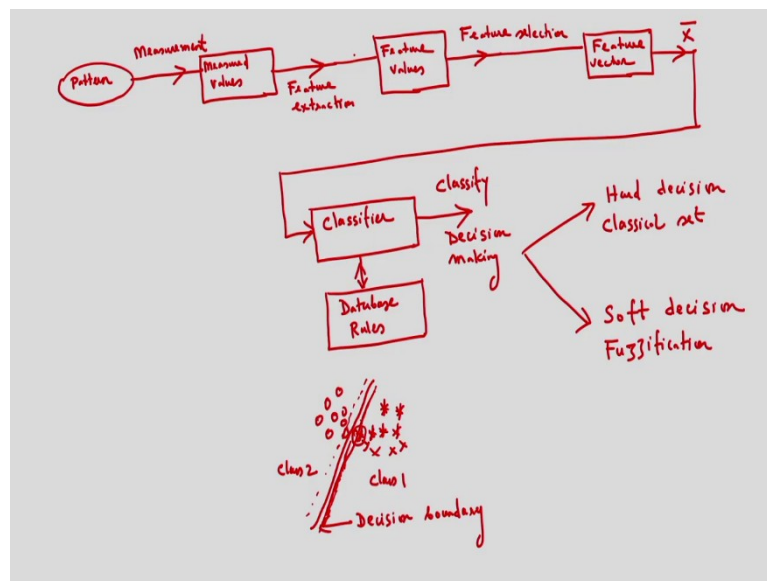 Pattern
Measurement
Measured
values
Feature
extraction
Feature
values
Feature selection
Feature
vector
X
Classifier
Classify
Decision
making
Database
Rules
Hard decision
Classical set
Soft decision
Fuzzification
Class 2
Class 1
Decision boundary